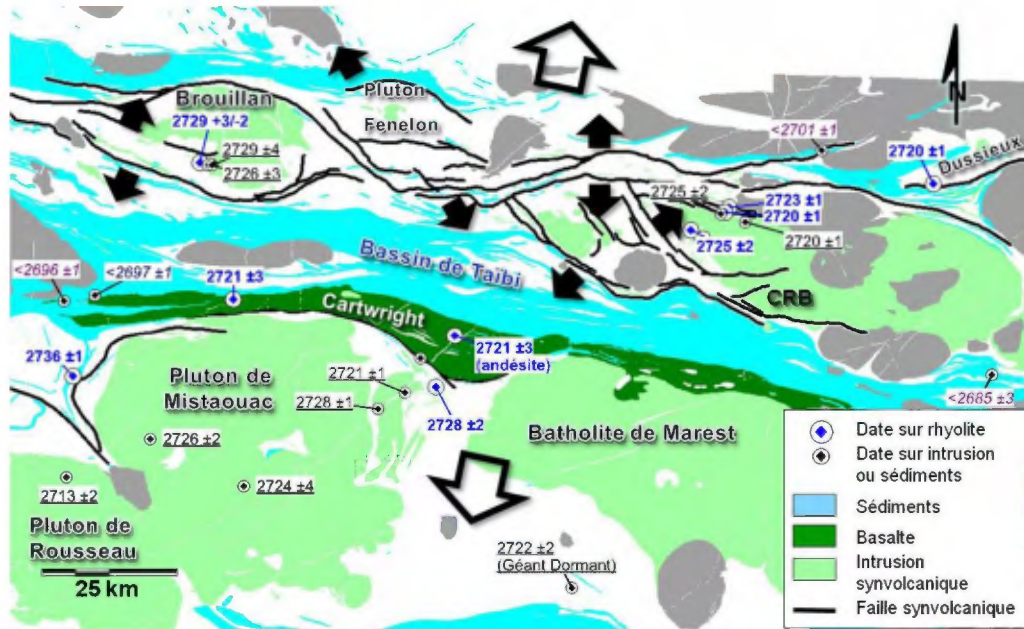 N
Brouillan
2729 +3/-2
2729 ±4
2726 ±3
Pluton
Fenelon
<2701 ±1
2720 ±1
Dussieux
2725 ±2
2723 ±1
2720 ±1
2725 ±2
2720 ±1
CRB
Bassin de Taïbi
<2696 ±1
<2697 ±1
2721 ±3
Cartwright
2721 ±3
(andésite)
2736 ±1
Pluton de
Mistaouac
2721 ±1
2728 ±1
2728 ±2
<2685 ±3
Batholite de Marest
2726 ±2
2713 ±2
2724 ±4
Pluton de
Rousseau
25 km
2722 ±2
(Géant Dormant)
Date sur rhyolite
Date sur intrusion
ou sédiments
Sédiments
Basalte
Intrusion
synvolcanique
Faille synvolcanique